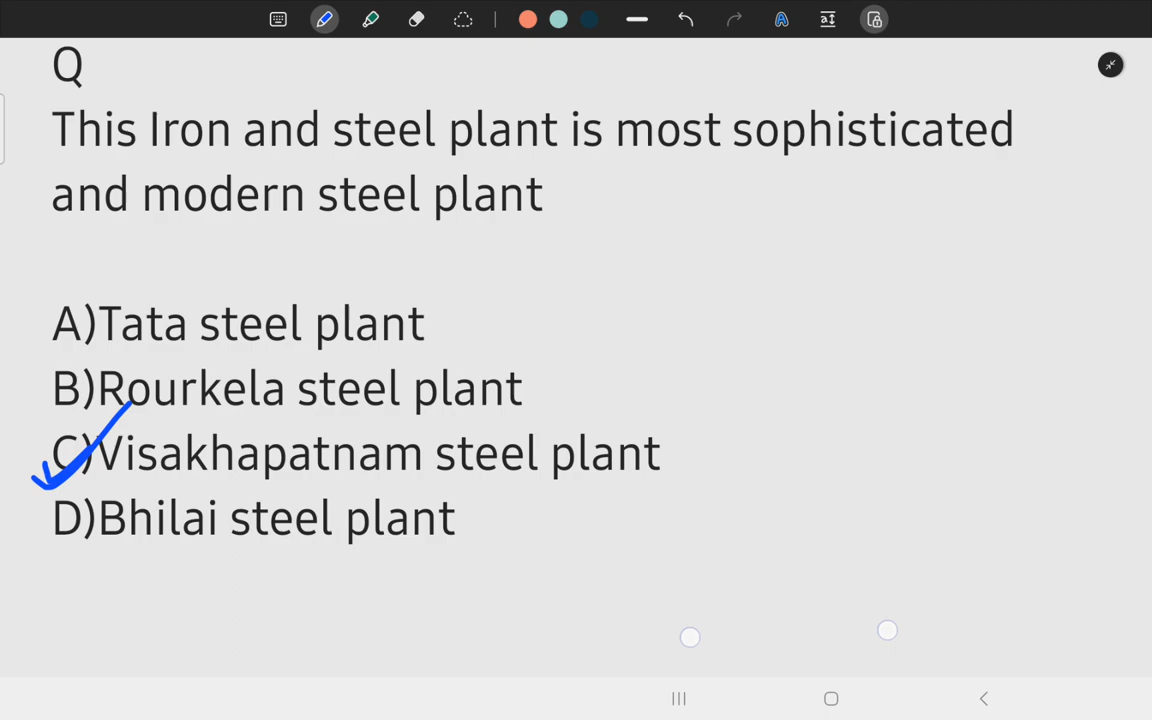 Q
This Iron and steel plant is most sophisticated
and modern steel plant
A)Tata steel plant
B)Rourkela steel plant
C)Visakhapatnam steel plant
D)Bhilai steel plant